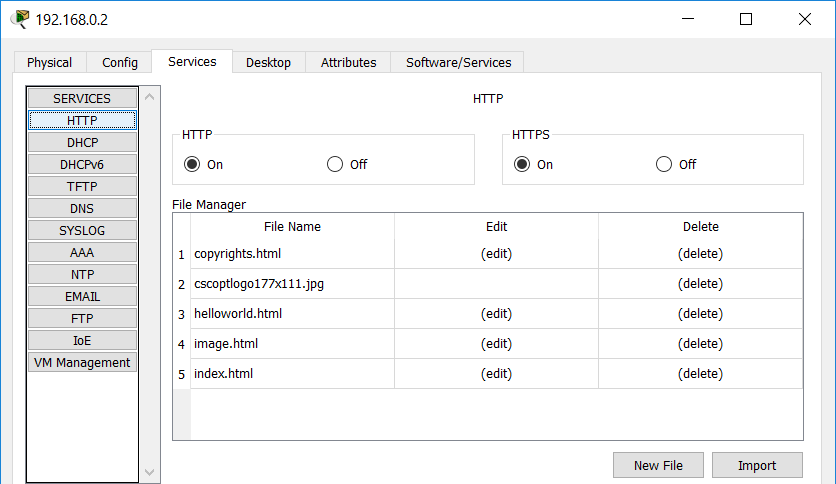 192.168.0.2
Physical Config Services Desktop Attributes Software/Services
SERVICES
HTTP
DHCP
DHCPv6
TFTP
DNS
SYSLOG
AAA
NTP
EMAIL
FTP
IoE
VM Management
HTTP
HTTP
On Off
HTTPS
On Off
File Manager
File Name Edit Delete
1 copyrights.html (edit) (delete)
2 cscoptlogo177x111.jpg (delete)
3 helloworld.html (edit) (delete)
4 image.html (edit) (delete)
5 index.html (edit) (delete)
New File Import